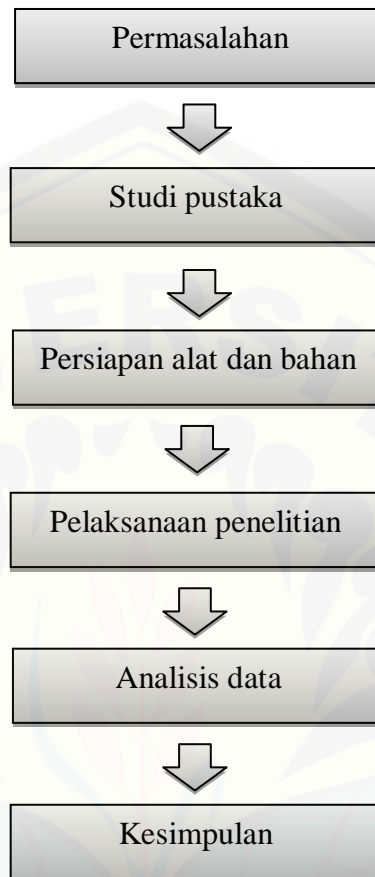 Permasalahan
Studi pustaka
Persiapan alat dan bahan
Pelaksanaan penelitian
Analisis data
Kesimpulan